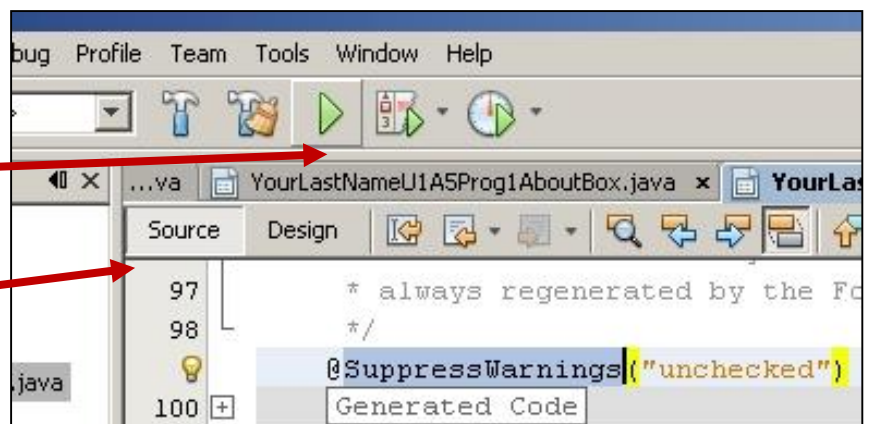 bug Profile Team Tools Window Help
...va YourLastNameU1A5Prog1AboutBox.java × YourLas
Source Design
97 * always regenerated by the Fo
98 */
@SuppressWarnings("unchecked")
.java
100 Generated Code